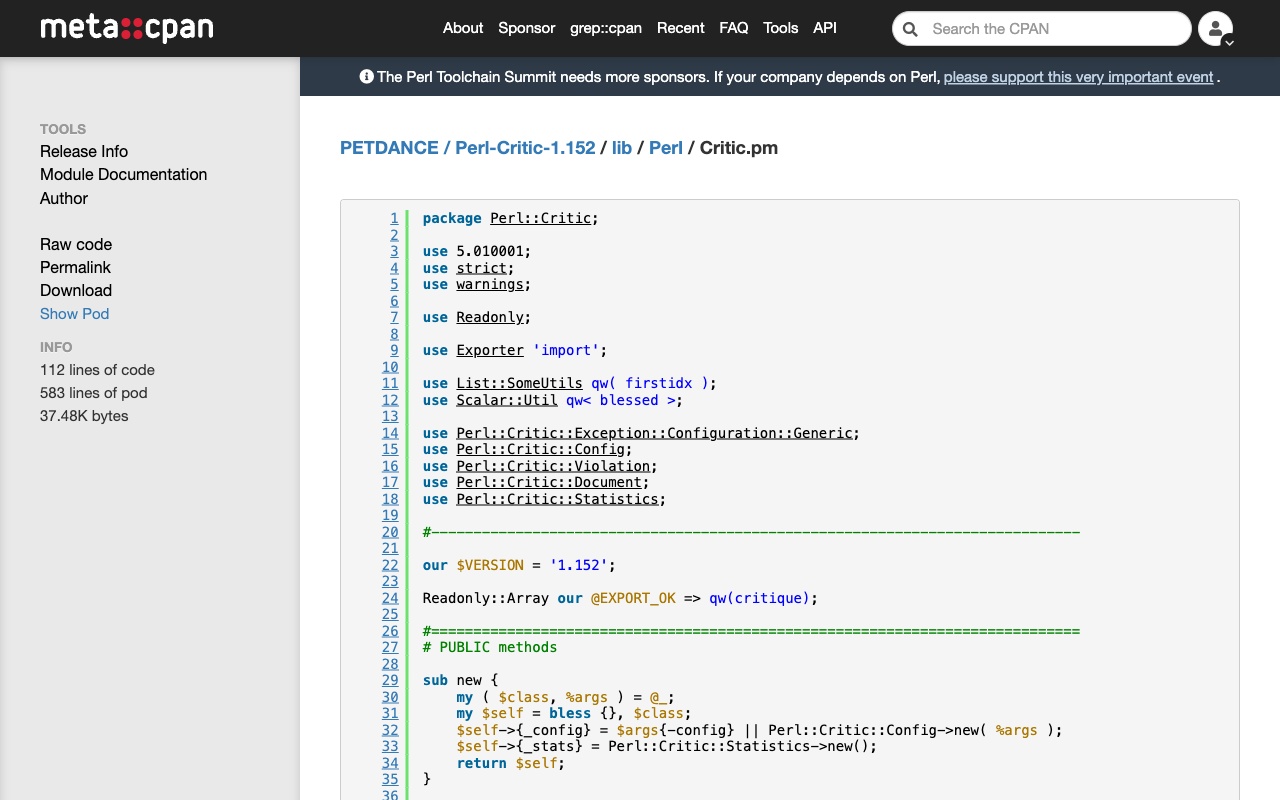 meta::cpan
About Sponsor grep::cpan Recent FAQ Tools API
Search the CPAN
The Perl Toolchain Summit needs more sponsors. If your company depends on Perl, please support this very important event .
TOOLS
Release Info
Module Documentation
Author
Raw code
Permalink
Download
Show Pod
INFO
112 lines of code
583 lines of pod
37.48K bytes
PETDANCE / Perl-Critic-1.152 / lib / Perl / Critic.pm
1 package Perl::Critic;
2
3 use 5.010001;
4 use strict;
5 use warnings;
6
7 use Readonly;
8
9 use Exporter 'import';
10
11 use List::SomeUtils qw( firstidx );
12 use Scalar::Util qw< blessed >;
13
14 use Perl::Critic::Exception::Configuration::Generic;
15 use Perl::Critic::Config;
16 use Perl::Critic::Violation;
17 use Perl::Critic::Document;
18 use Perl::Critic::Statistics;
19
20 #-----------------------------------------------------------------------------
21
22 our $VERSION = '1.152';
23
24 Readonly::Array our @EXPORT_OK => qw(critique);
25
26 #=============================================================================
27 # PUBLIC methods
28
29 sub new {
30     my ( $class, %args ) = @_;
31     my $self = bless {}, $class;
32     $self->{_config} = $args{-config} || Perl::Critic::Config->new( %args );
33     $self->{_stats} = Perl::Critic::Statistics->new();
34     return $self;
35 }
36